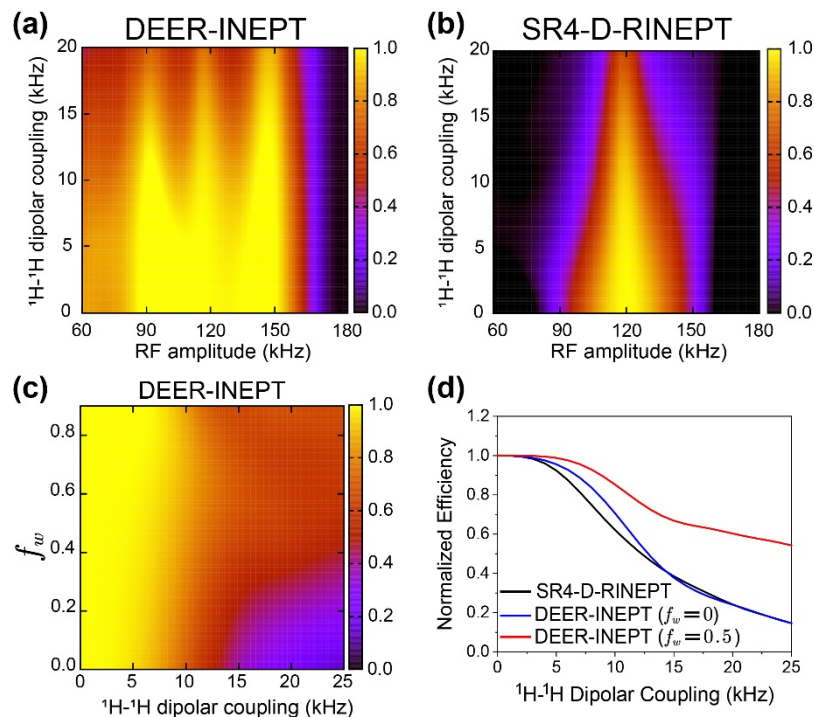 (a) DEER-INEPT
20
15
10
5
0
¹H-¹H dipolar coupling (kHz)
60 90 120 150 180
RF amplitude (kHz)
1.0
0.8
0.6
0.4
0.2
0.0
(b) SR4-D-RINEPT
20
15
10
5
0
¹H-¹H dipolar coupling (kHz)
60 90 120 150 180
RF amplitude (kHz)
1.0
0.8
0.6
0.4
0.2
0.0
(c) DEER-INEPT
0.8
0.6
0.4
0.2
0.0
f_w
0 5 10 15 20 25
¹H-¹H dipolar coupling (kHz)
1.0
0.8
0.6
0.4
0.2
0.0
(d)
1.2
1.0
0.8
0.6
0.4
0.2
0.0
Normalized Efficiency
SR4-D-RINEPT
DEER-INEPT (f_w=0)
DEER-INEPT (f_w=0.5)
0 5 10 15 20 25
¹H-¹H Dipolar Coupling (kHz)